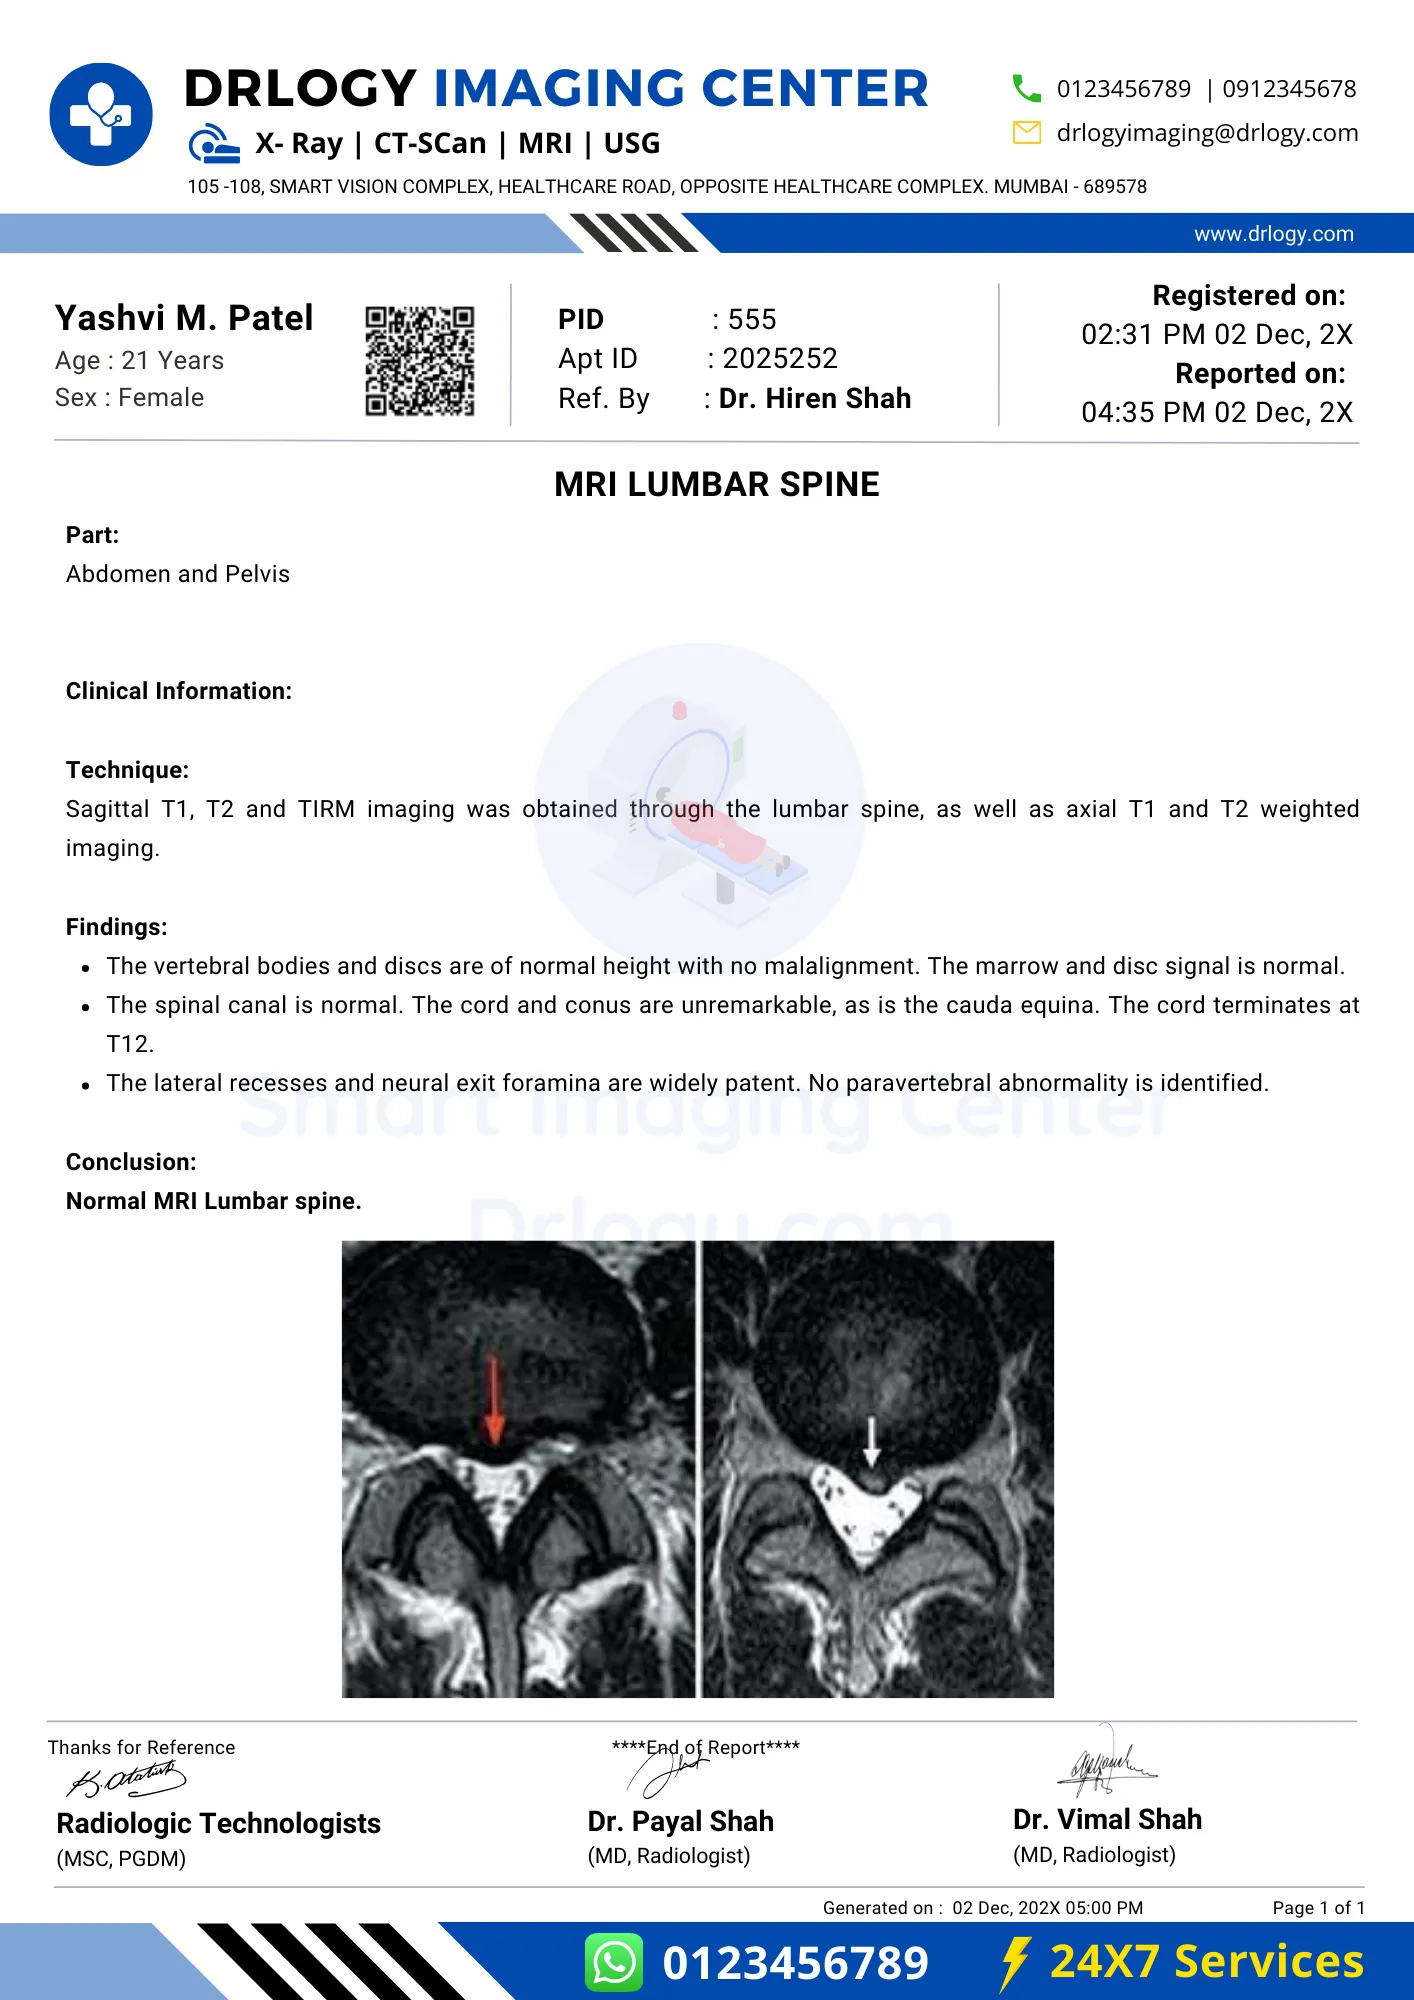 DRLOGY IMAGING CENTER
X- Ray | CT-SCan | MRI | USG
105 -108, SMART VISION COMPLEX, HEALTHCARE ROAD, OPPOSITE HEALTHCARE COMPLEX. MUMBAI - 689578
0123456789 | 0912345678
drlogyimaging@drlogy.com
www.drlogy.com
Yashvi M. Patel
Age : 21 Years
Sex : Female
PID : 555
Apt ID : 2025252
Ref. By : Dr. Hiren Shah
Registered on:
02:31 PM 02 Dec, 2X
Reported on:
04:35 PM 02 Dec, 2X
MRI LUMBAR SPINE
Part:
Abdomen and Pelvis
Clinical Information:
Technique:
Sagittal T1, T2 and TIRM imaging was obtained through the lumbar spine, as well as axial T1 and T2 weighted
imaging.
Findings:
• The vertebral bodies and discs are of normal height with no malalignment. The marrow and disc signal is normal.
• The spinal canal is normal. The cord and conus are unremarkable, as is the cauda equina. The cord terminates at
T12.
• The lateral recesses and neural exit foramina are widely patent. No paravertebral abnormality is identified.
Smart Imaging Center
Conclusion:
Normal MRI Lumbar spine.
Drlogy.com
Thanks for Reference
****End of Report****
Radiologic Technologists
(MSC, PGDM)
Dr. Payal Shah
(MD, Radiologist)
Dr. Vimal Shah
(MD, Radiologist)
Generated on : 02 Dec, 202X 05:00 PM
Page 1 of 1
0123456789
24X7 Services